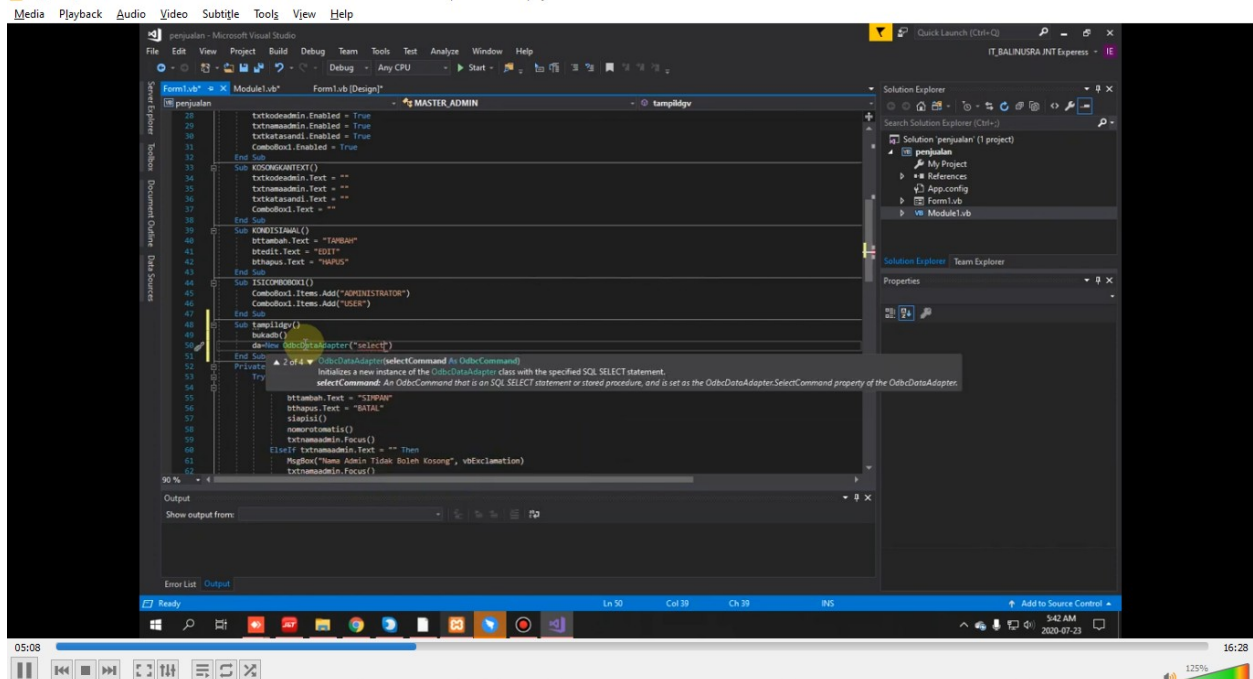 Media Playback Audio Video Subtitle Tools View Help
penjualan - Microsoft Visual Studio
Quick Launch (Ctrl+Q)
File Edit View Project Build Debug Team Tools Test Analyze Window Help
IT_BALINUSRA JNT Experess IE
Debug Any CPU Start
Server Explorer
Toolbox
Document Outline
Data Sources
Form1.vb* Module1.vb* Form1.vb [Design]*
penjualan MASTER_ADMIN tampildgv
28 txtkodeadmin.Enabled = True
29 txtnamaadmin.Enabled = True
30 txtkatasandi.Enabled = True
31 ComboBox1.Enabled = True
32 End Sub
33 Sub KOSONGKANTEXT()
34 txtkodeadmin.Text = ""
35 txtnamaadmin.Text = ""
36 txtkatasandi.Text = ""
37 ComboBox1.Text = ""
38 End Sub
39 Sub KONDISIAWAL()
40 bttambah.Text = "TAMBAH"
41 btedit.Text = "EDIT"
42 bthapus.Text = "HAPUS"
43 End Sub
44 Sub ISICOMBOBOX1()
45 ComboBox1.Items.Add("ADMINISTRATOR")
46 ComboBox1.Items.Add("USER")
47 End Sub
48 Sub tampildgv()
49 bukadb()
50 da=New OdbcDataAdapter("select")
51 End Sub
▲ 2 of 4 ▼ OdbcDataAdapter(selectCommand As OdbcCommand)
Initializes a new instance of the OdbcDataAdapter class with the specified SQL SELECT statement.
selectCommand: An OdbcCommand that is an SQL SELECT statement or stored procedure, and is set as the OdbcDataAdapter.SelectCommand property of the OdbcDataAdapter.
52 Private
53 Try
54
55 bttambah.Text = "SIMPAN"
56 bthapus.Text = "BATAL"
57 siapisi()
58 nomorotomatis()
59 txtnamaadmin.Focus()
60 ElseIf txtnamaadmin.Text = "" Then
61 MsgBox("Nama Admin Tidak Boleh Kosong", vbExclamation)
62 txtnamaadmin.Focus()
90 %
Output
Show output from:
Error List Output
Solution Explorer
Search Solution Explorer (Ctrl+;)
Solution 'penjualan' (1 project)
penjualan
My Project
References
App.config
Form1.vb
Module1.vb
Solution Explorer Team Explorer
Properties
Ready Ln 50 Col 39 Ch 39 INS Add to Source Control
5:42 AM
2020-07-23
05:08 16:28
125%